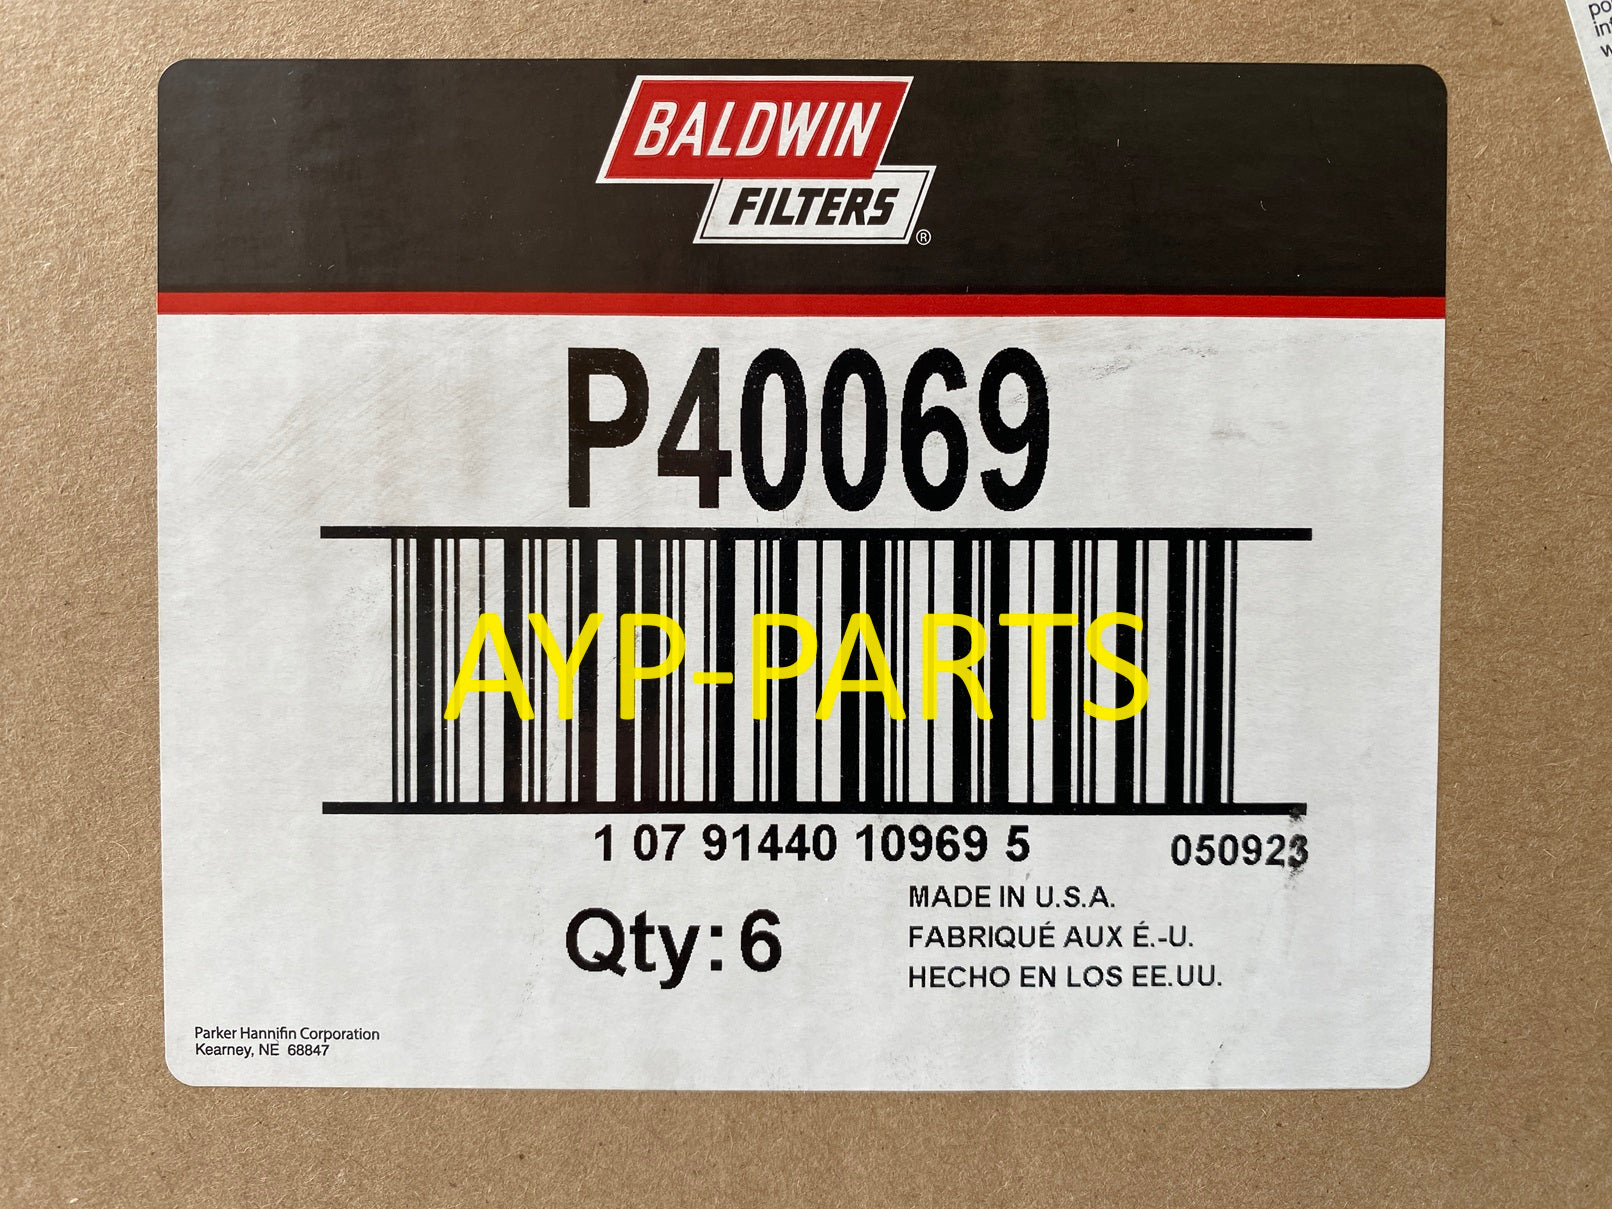 BALDWIN
FILTERS®
P40069
AYP-PARTS
1 07 91440 10969 5
050923
Qty: 6
MADE IN U.S.A.
FABRIQUÉ AUX É.-U.
HECHO EN LOS EE.UU.
Parker Hannifin Corporation
Kearney, NE 68847